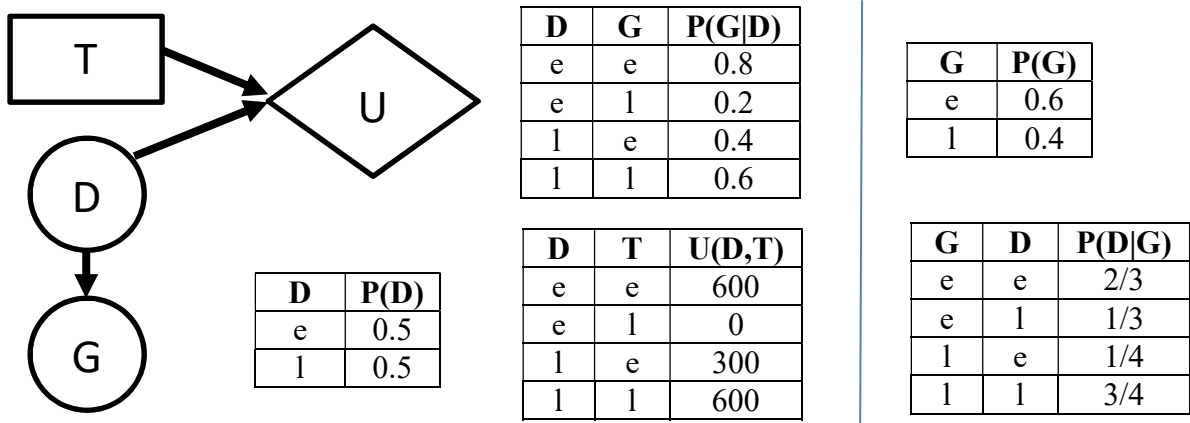 T
U
D
G
D P(D)
e 0.5
l 0.5
D G P(G|D)
e e 0.8
e l 0.2
l e 0.4
l l 0.6
D T U(D,T)
e e 600
e l 0
l e 300
l l 600
G P(G)
e 0.6
l 0.4
G D P(D|G)
e e 2/3
e l 1/3
l e 1/4
l l 3/4